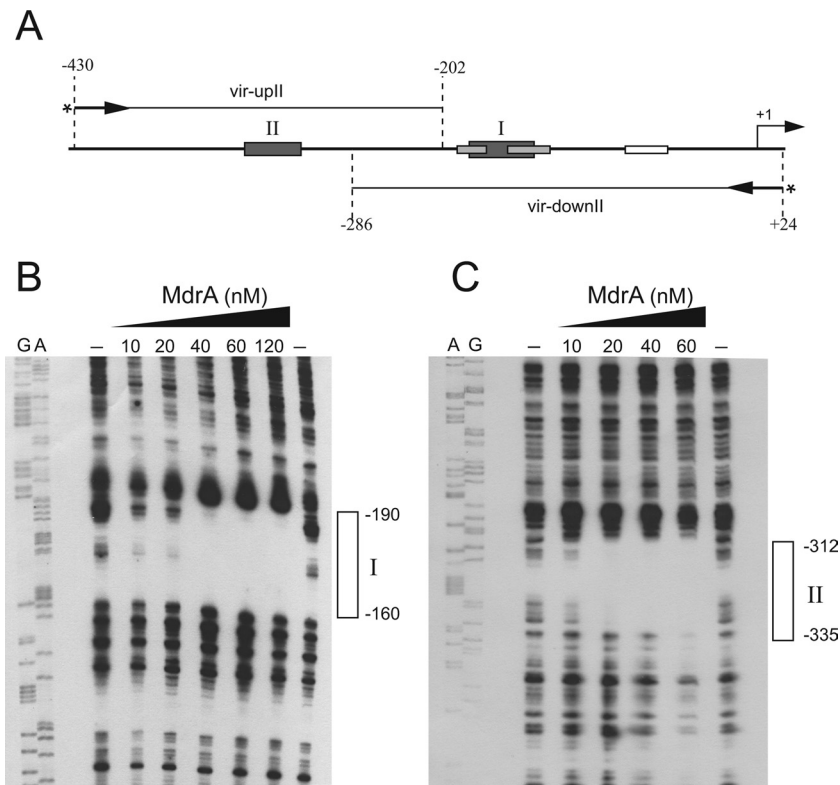 A
-430
-202
vir-upII
*
II
I
+1
vir-downII
*
-286
+24
B
C
MdrA (nM)
MdrA (nM)
G A
– 10 20 40 60 120 –
A G
– 10 20 40 60 –
-190
I
-160
-312
II
-335